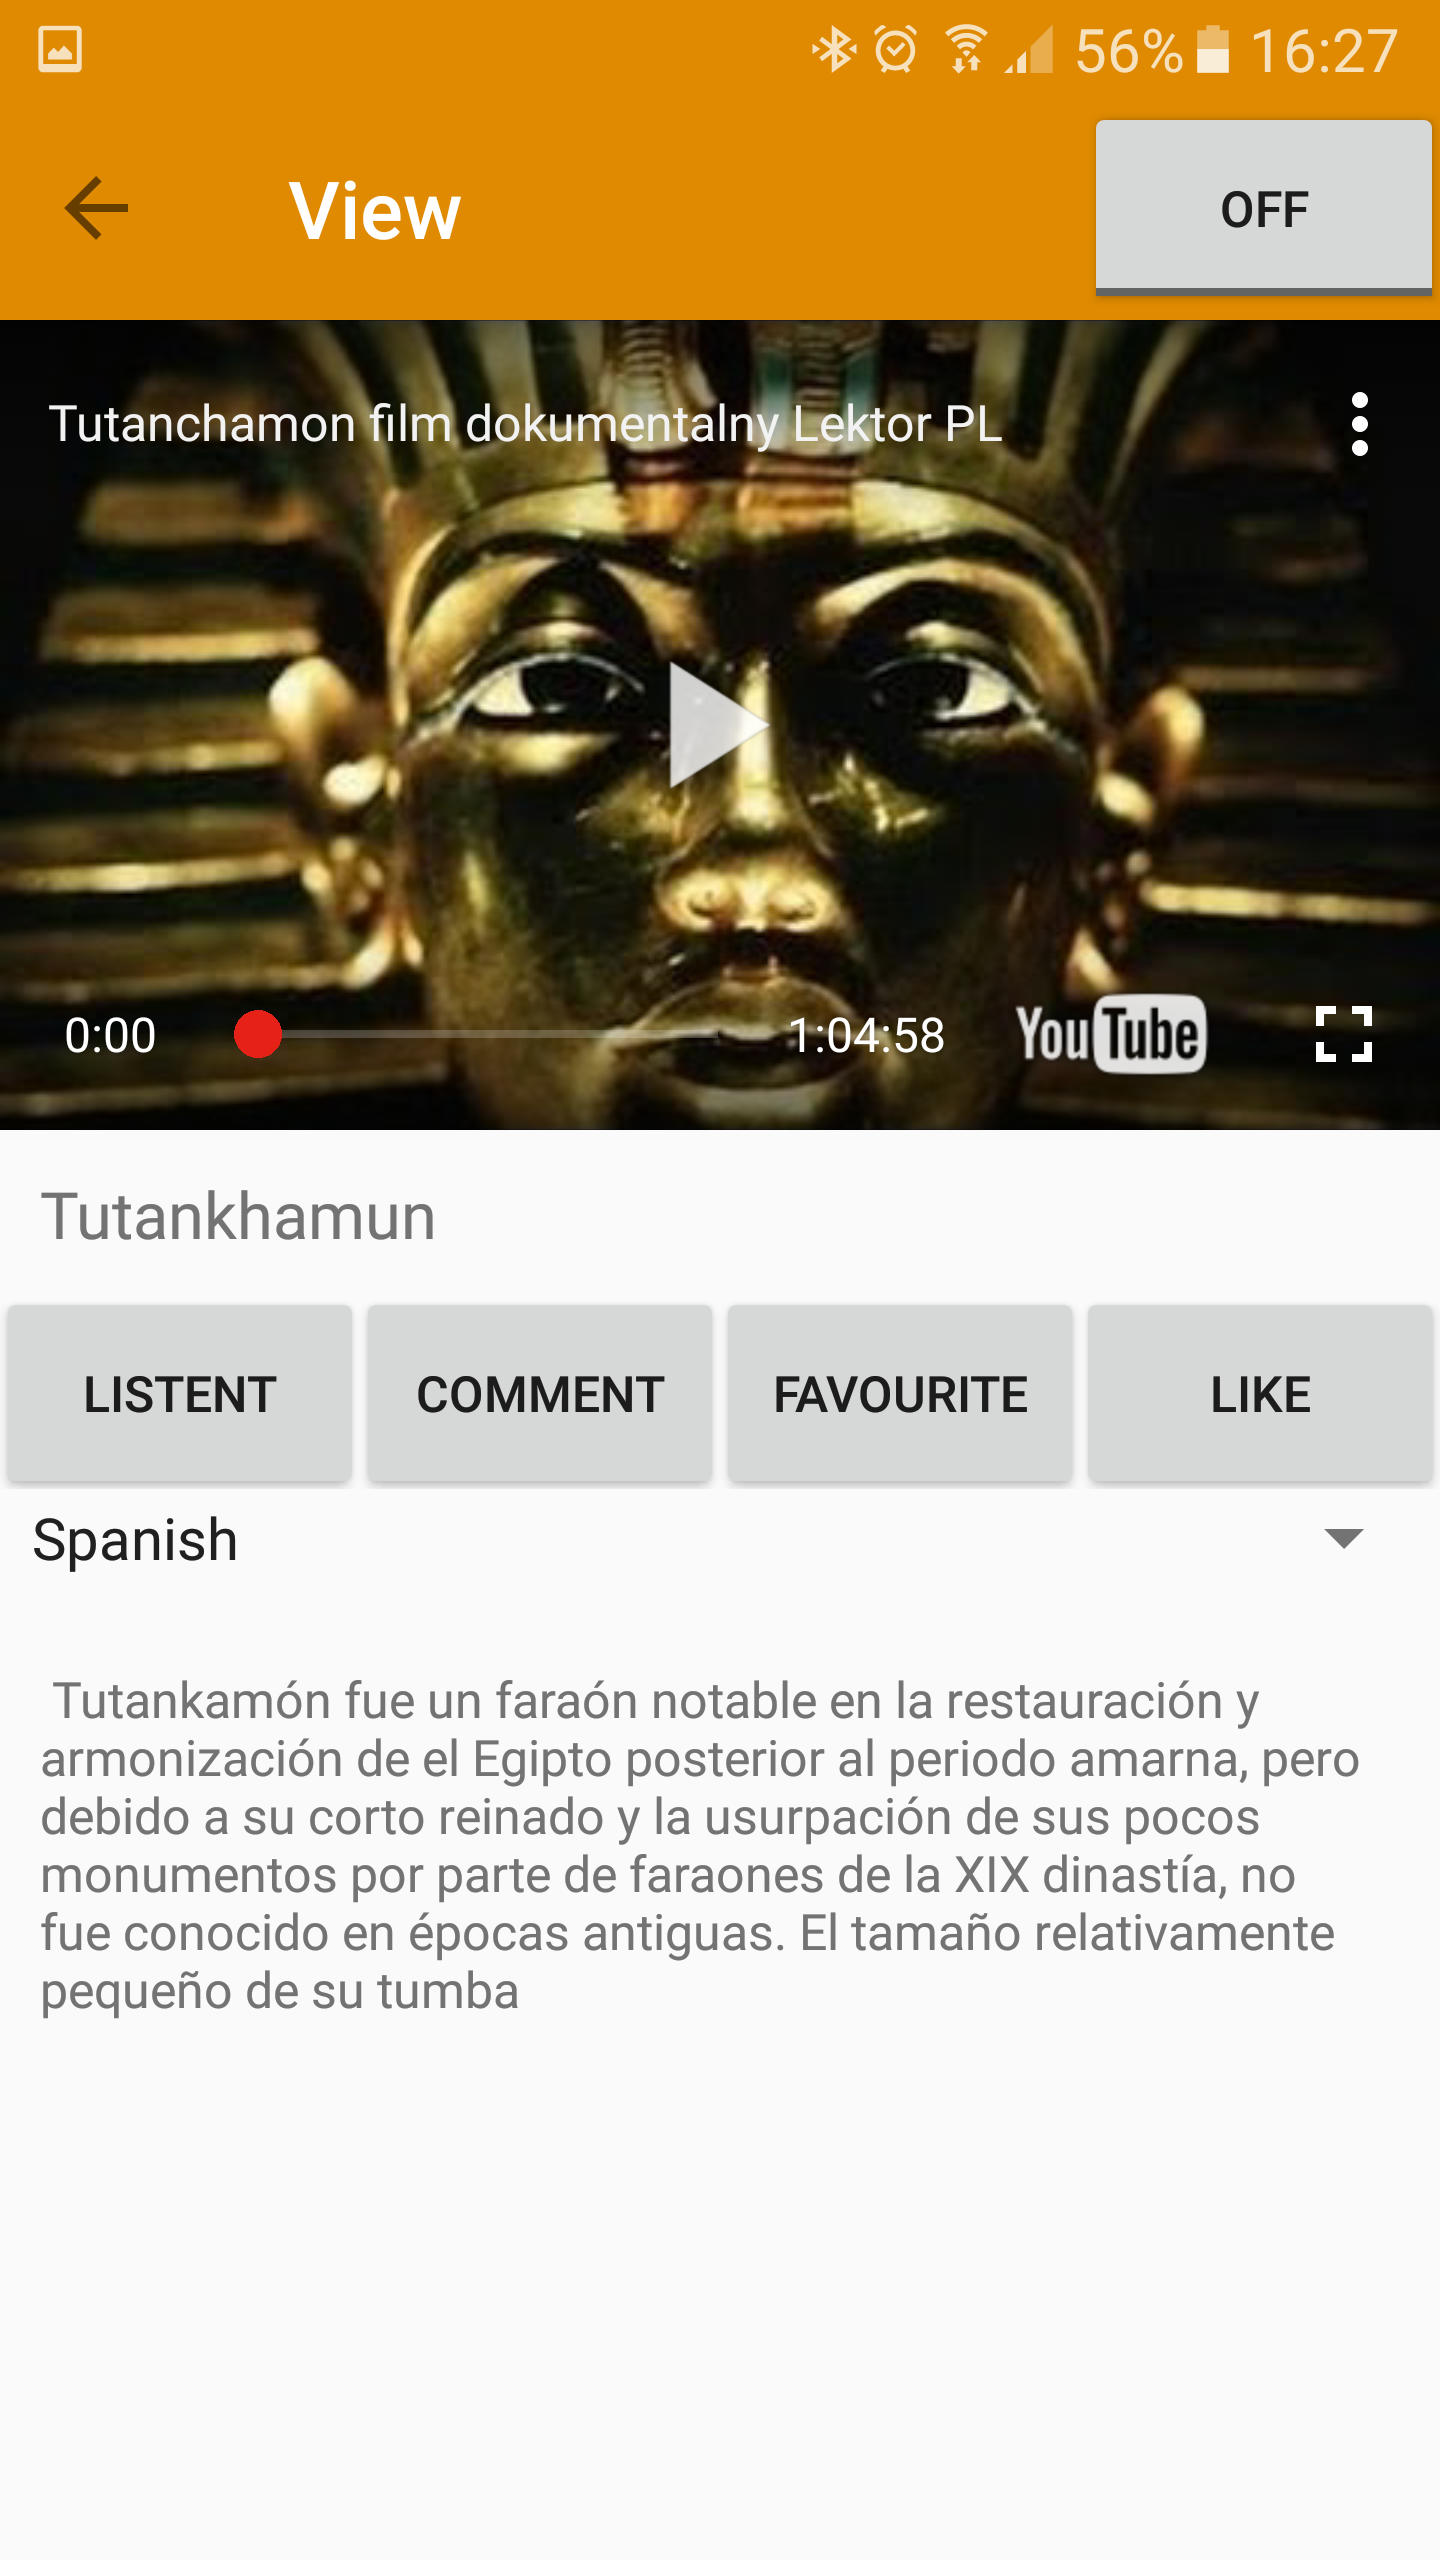 56% 16:27
View
OFF
Tutanchamon film dokumentalny Lektor PL
0:00 1:04:58 YouTube
Tutankhamun
LISTENT COMMENT FAVOURITE LIKE
Spanish
Tutankamón fue un faraón notable en la restauración y
armonización de el Egipto posterior al periodo amarna, pero
debido a su corto reinado y la usurpación de sus pocos
monumentos por parte de faraones de la XIX dinastía, no
fue conocido en épocas antiguas. El tamaño relativamente
pequeño de su tumba